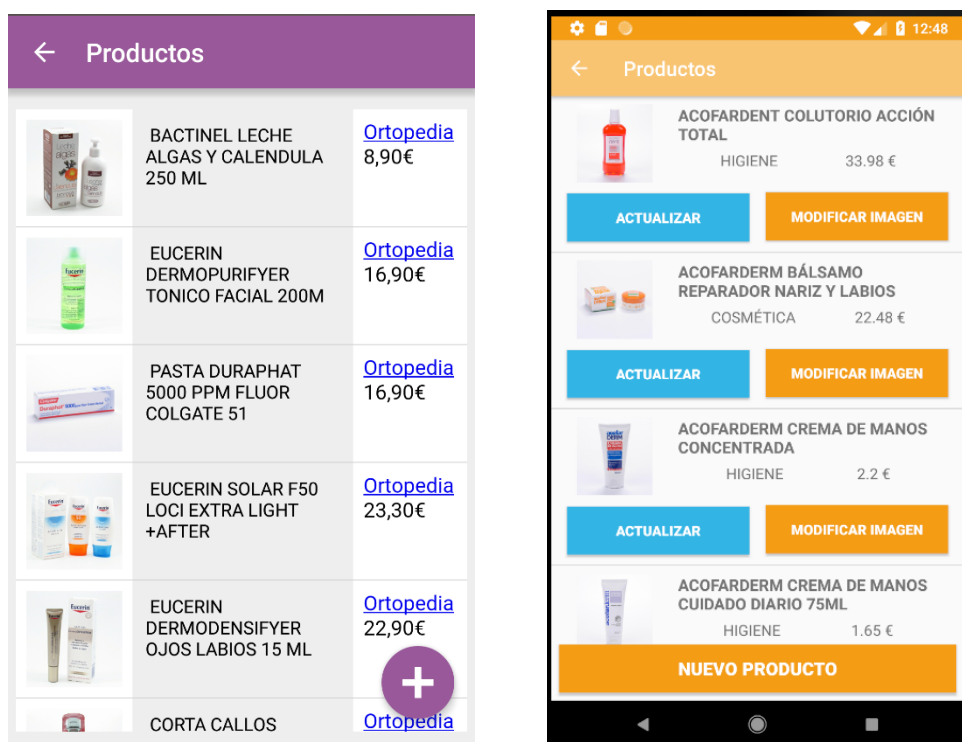 Productos
BACTINEL LECHE
ALGAS Y CALENDULA
250 ML
Ortopedia
8,90€
EUCERIN
DERMOPURIFYER
TONICO FACIAL 200M
Ortopedia
16,90€
PASTA DURAPHAT
5000 PPM FLUOR
COLGATE 51
Ortopedia
16,90€
EUCERIN SOLAR F50
LOCI EXTRA LIGHT
+AFTER
Ortopedia
23,30€
EUCERIN
DERMODENSIFYER
OJOS LABIOS 15 ML
Ortopedia
22,90€
CORTA CALLOS
Ortopedia
12:48
Productos
ACOFARDENT COLUTORIO ACCIÓN
TOTAL
HIGIENE 33.98 €
ACTUALIZAR MODIFICAR IMAGEN
ACOFARDERM BÁLSAMO
REPARADOR NARIZ Y LABIOS
COSMÉTICA 22.48 €
ACTUALIZAR MODIFICAR IMAGEN
ACOFARDERM CREMA DE MANOS
CONCENTRADA
HIGIENE 2.2 €
ACTUALIZAR MODIFICAR IMAGEN
ACOFARDERM CREMA DE MANOS
CUIDADO DIARIO 75ML
HIGIENE 1.65 €
NUEVO PRODUCTO